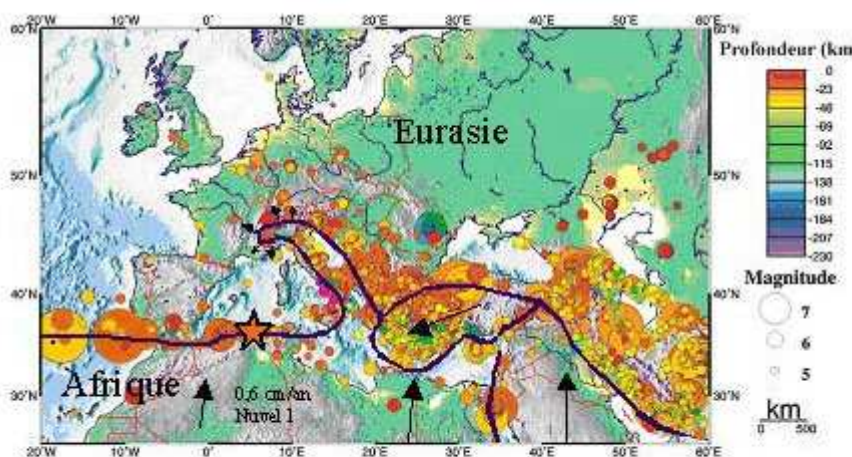 20°W 10°W 0° 10°E 20°E 30°E 40°E 50°E 60°E
60°N 60°N
Profondeur (km
Eurasie
0
-23
-46
-69
-92
-115
-138
-161
-184
-207
-230
50°N 50°N
Magnitude
40°N 40°N
7
6
5
Afrique
0.6 cm/an
Nuvel 1
30°N 30°N
km
0 500
20°W 10°W 0° 10°E 20°E 30°E 40°E 50°E 60°E